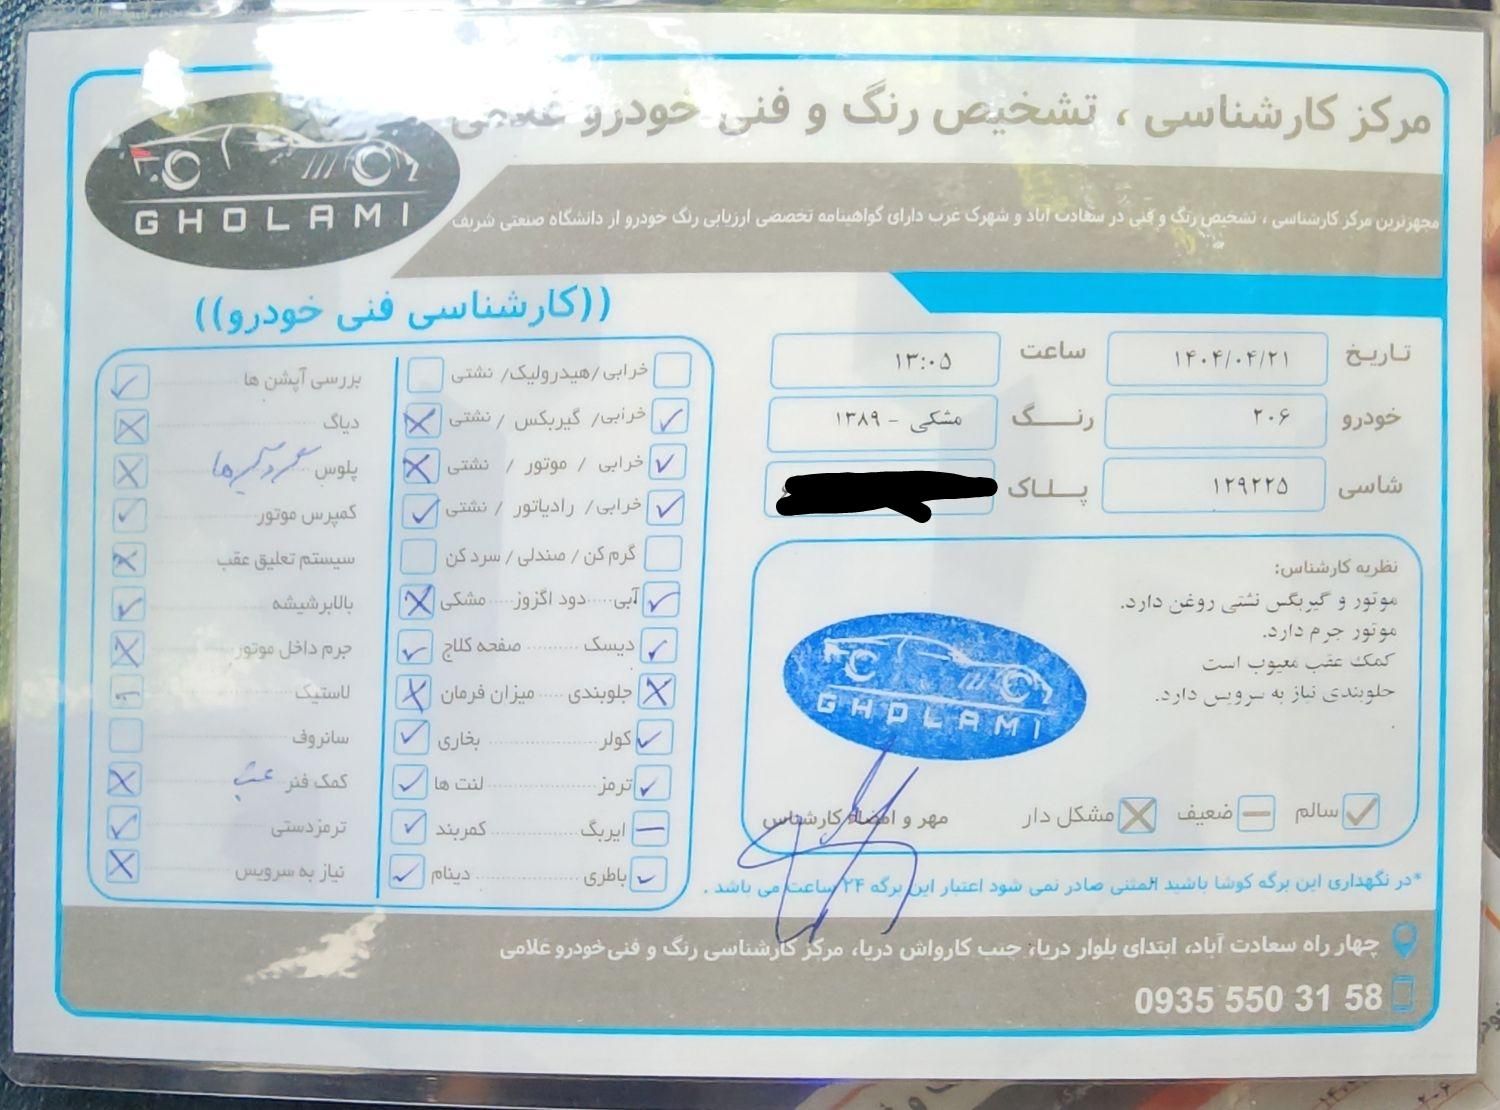 مرکز کارشناسی ، تشخیص رنگ و فنی خودرو غلامی
GHOLAMI
مجهزترین مرکز کارشناسی ، تشخیص رنگ و فنی در سعادت آباد و شهرک غرب دارای گواهینامه تخصصی ارزیابی رنگ خودرو از دانشگاه صنعتی شریف
تاریخ ۱۴۰۴/۰۴/۲۱ ساعت ۱۳:۰۵
خودرو ۲۰۶ رنگ مشکی - ۱۳۸۹
شاسی ۱۲۹۲۲۵ پلاک
نظریه کارشناس:
موتور و گیربگس نشتی روغن دارد.
موتور جرم دارد.
کمک عقب معیوب است
جلوبندی نیاز به سرویس دارد.
.
GHOLAMI
سالم ضعیف مشکل دار
مهر و امضاء کارشناس
((کارشناسی فنی خودرو))
خرابی /هیدرولیک/ نشتی
خرابی/ گیربکس / نشتی
خرابی / موتور / نشتی
خرابی/ رادیاتور / نشتی
گرم کن / صندلی/ سرد کن
آبی.....دود اگزوز.....مشکی
دیسک ............ صفحه کلاج
جلوبندی ..... میزان فرمان
کولر .................. بخاری
ترمز .................. لنت ها
ایربگ ................ کمربند
باطری ................ دینام
بررسی آپشن ها
دیاگ
پلوس
کمپرس موتور
سیستم تعلیق عقب
بالابرشیشه
جرم داخل موتور
لاستیک
سانروف
کمک فنر عقب
ترمزدستی
نیاز به سرویس
*در نگهداری این برگه کوشا باشید المثنی صادر نمی شود اعتبار این برگه ۲۴ ساعت می باشد .
چهار راه سعادت آباد، ابتدای بلوار دریا، جنب کارواش دریا، مرکز کارشناسی رنگ و فنی خودرو غلامی
0935 550 31 58